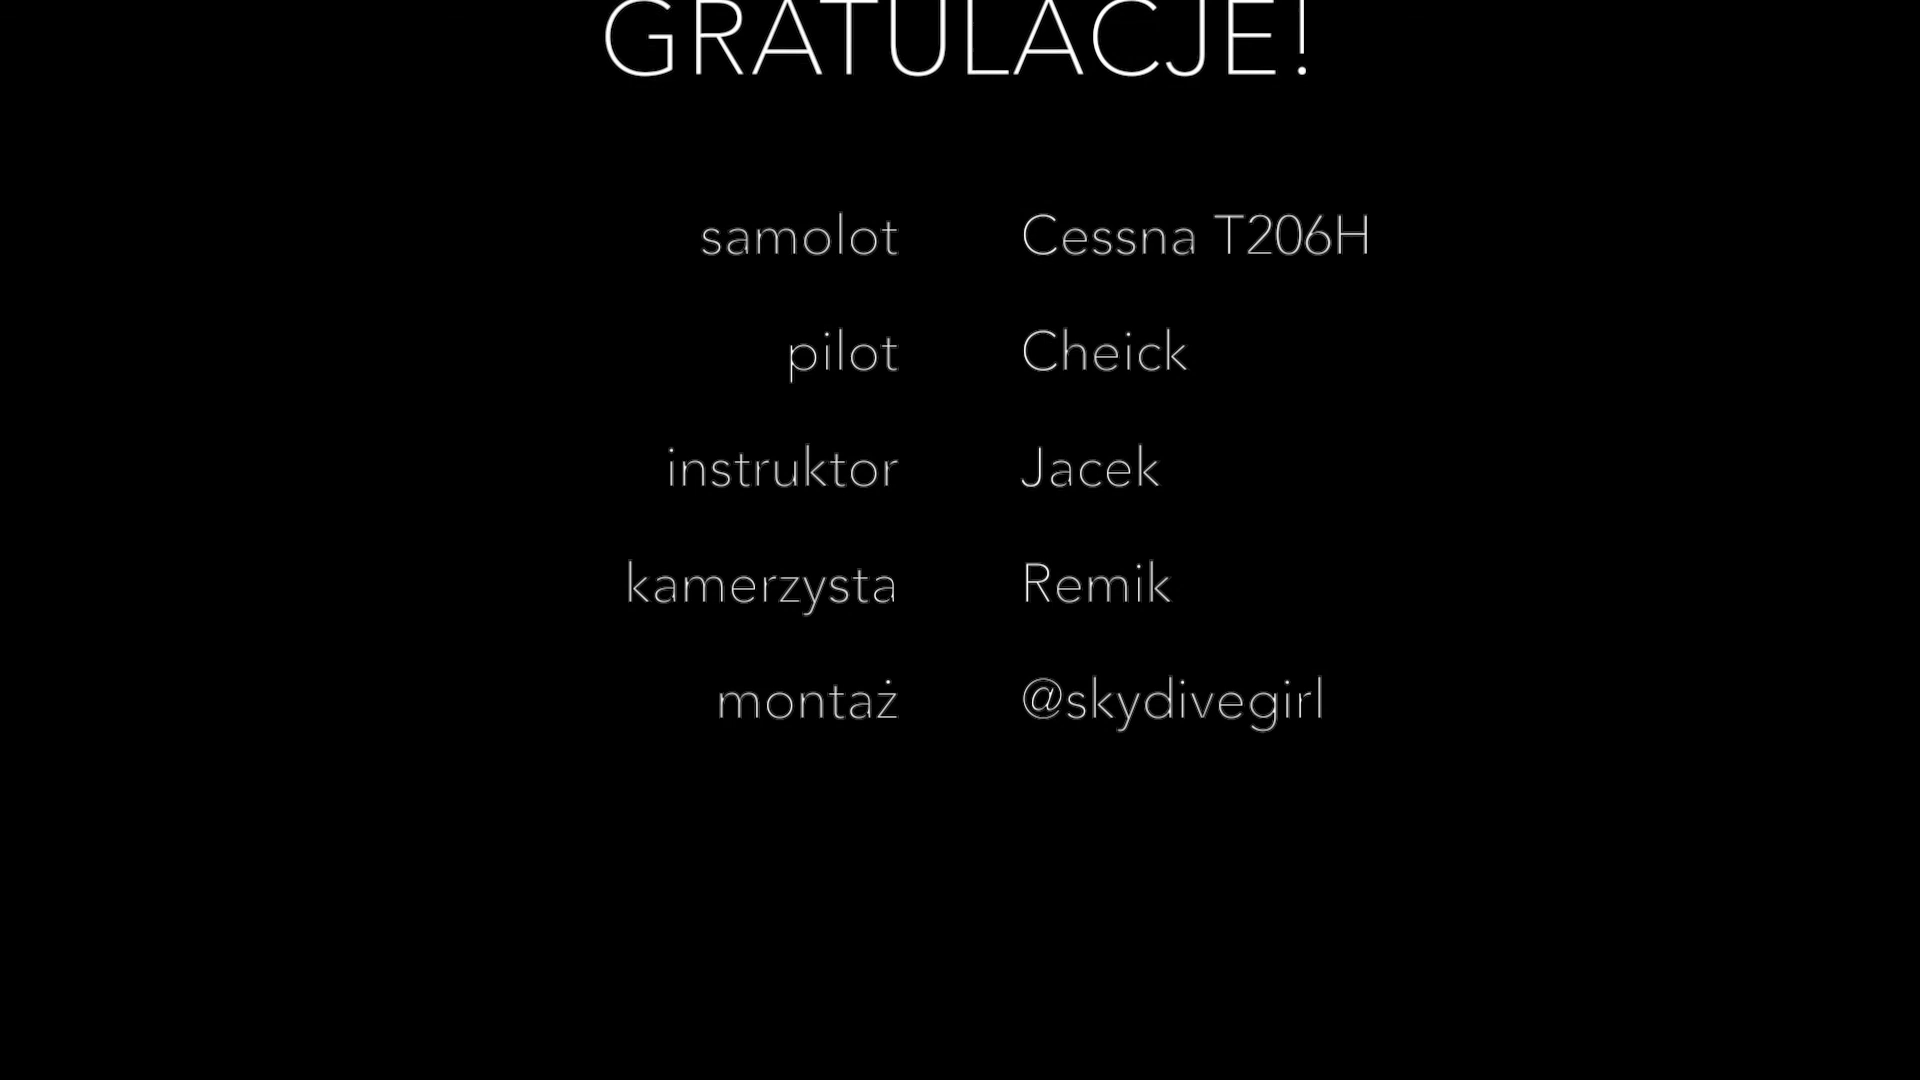 GRATULACJE!
samolot Cessna T206H
pilot Cheick
instruktor Jacek
kamerzysta Remik
montaż @skydivegirl